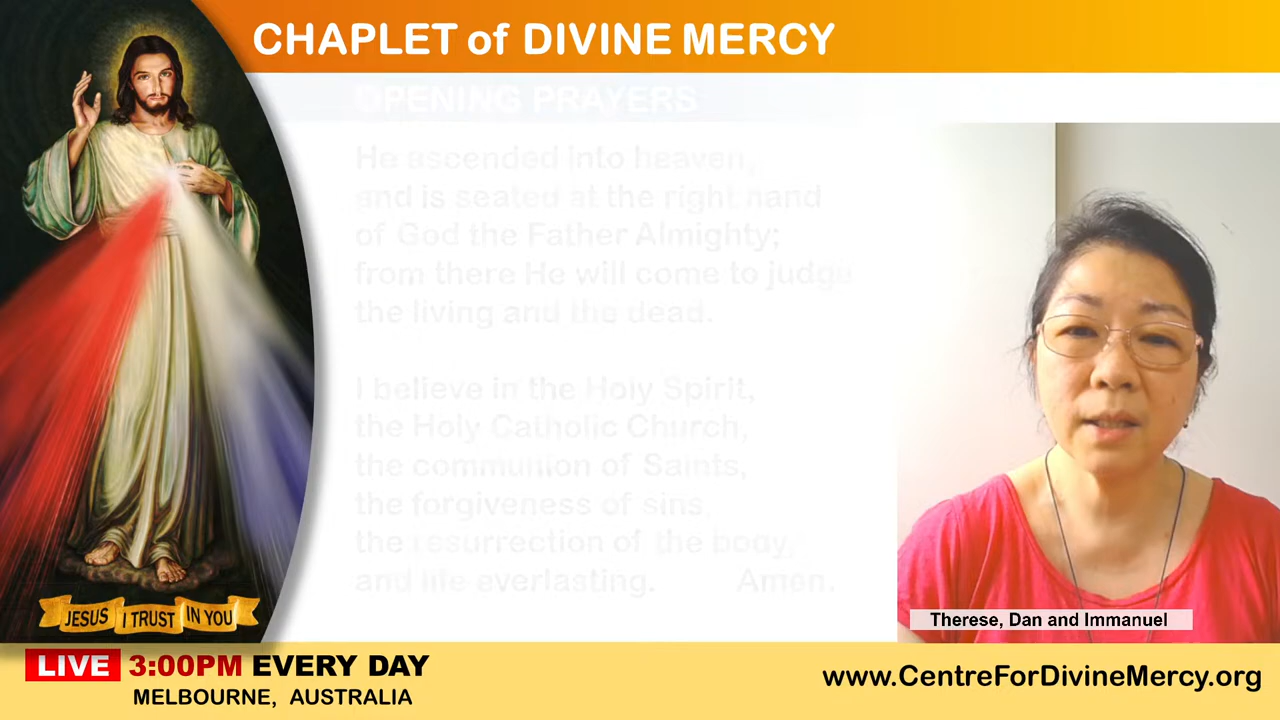 CHAPLET of DIVINE MERCY
OPENING PRAYERS
He ascended into heaven,
and is seated at the right hand
of God the Father Almighty;
from there He will come to judge
the living and the dead.
I believe in the Holy Spirit,
the Holy Catholic Church,
the communion of Saints,
the forgiveness of sins,
the resurrection of the body,
and life everlasting. Amen.
JESUS I TRUST IN YOU
Therese, Dan and Immanuel
LIVE 3:00PM EVERY DAY
MELBOURNE, AUSTRALIA
www.CentreForDivineMercy.org